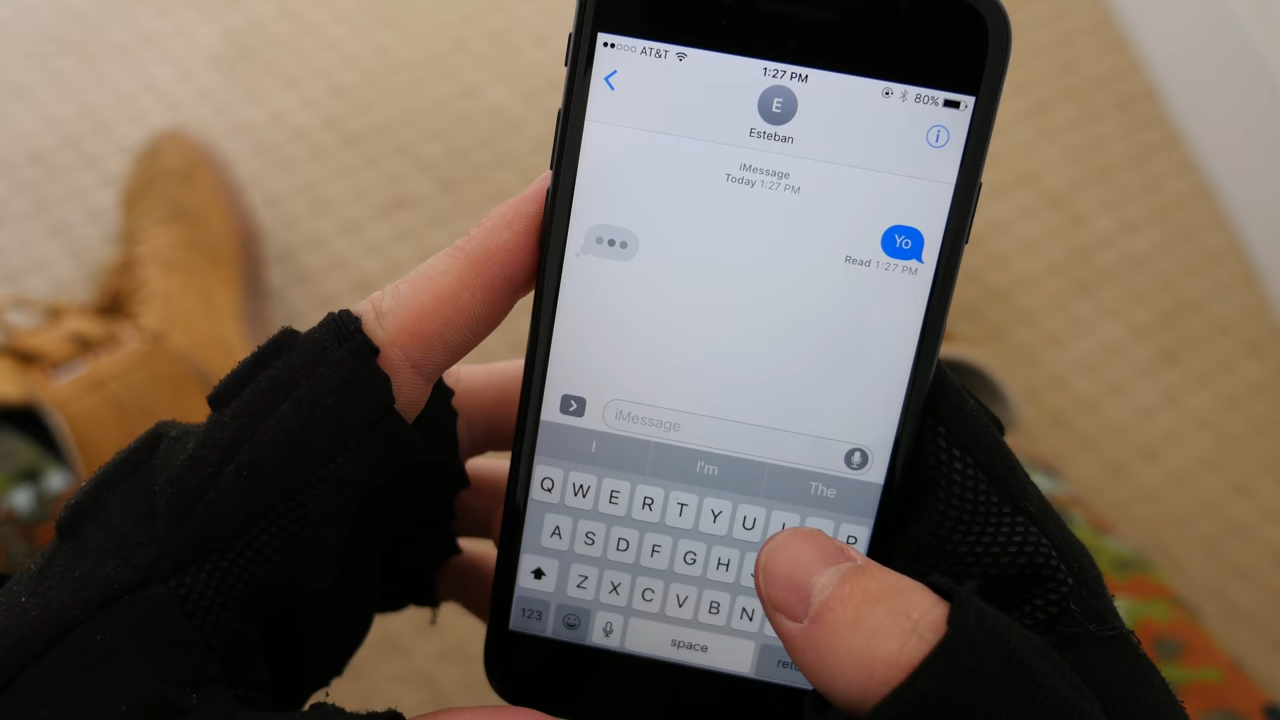 AT&T 1:27 PM 80%
E
Esteban
iMessage
Today 1:27 PM
Yo
Read 1:27 PM
iMessage
I I'm The
Q W E R T Y U P
A S D F G H
Z X C V B N
123 space